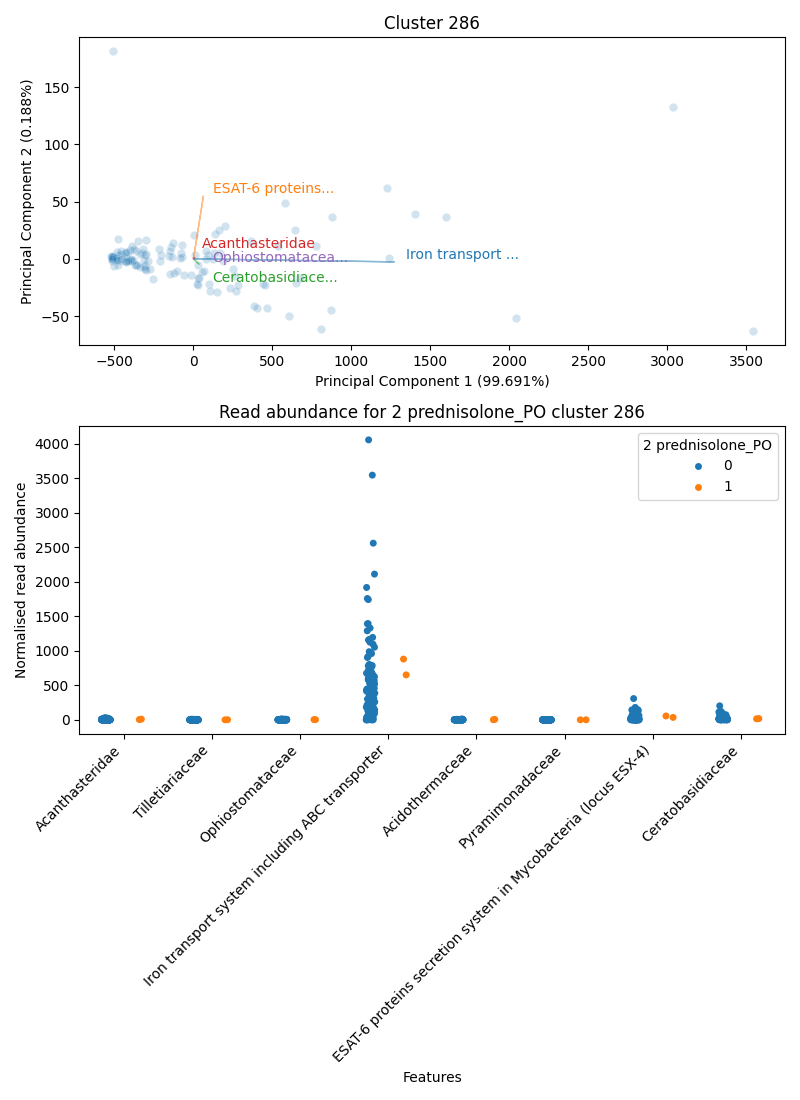 Cluster 286
Principal Component 2 (0.188%)
150
100
50
0
−50
ESAT-6 proteins...
Acanthasteridae
Ophiostomatacea...
Iron transport ...
Ceratobasidiace...
−500
0
500
1000
1500
2000
2500
3000
3500
Principal Component 1 (99.691%)
Read abundance for 2 prednisolone_PO cluster 286
Normalised read abundance
4000
3500
3000
2500
2000
1500
1000
500
0
2 prednisolone_PO
0
1
Acanthasteridae
Tilletiariaceae
Ophiostomataceae
Iron transport system including ABC transporter
Acidothermaceae
Pyramimonadaceae
ESAT-6 proteins secretion system in Mycobacteria (locus ESX-4)
Ceratobasidiaceae
Features